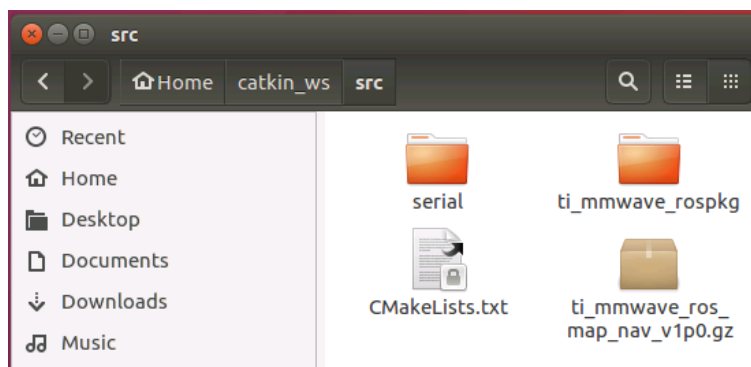 src
Home catkin_ws src
Recent
Home
Desktop
Documents
Downloads
Music
serial
ti_mmwave_rospkg
CMakeLists.txt
ti_mmwave_ros_
map_nav_v1p0.gz